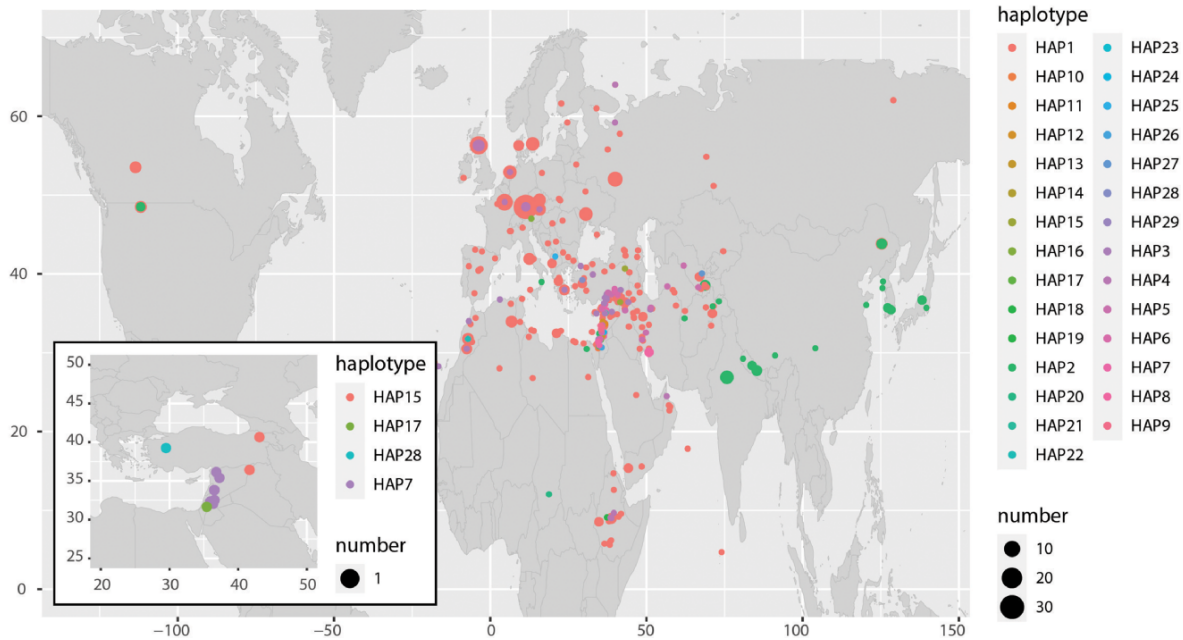 haplotype
HAP1
HAP10
HAP11
HAP12
HAP13
HAP14
HAP15
HAP16
HAP17
HAP18
HAP19
HAP2
HAP20
HAP21
HAP22
HAP23
HAP24
HAP25
HAP26
HAP27
HAP28
HAP29
HAP3
HAP4
HAP5
HAP6
HAP7
HAP8
HAP9
number
10
20
30
60
40
20
0
−100
−50
0
50
100
150
50
45
40
35
30
25
20
30
40
50
haplotype
HAP15
HAP17
HAP28
HAP7
number
1